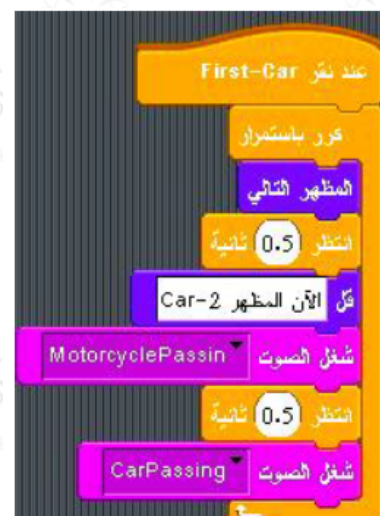 عند نقر First-Car
كرر باستمرار
المظهر التالي
انتظر 0.5 ثانية
قل الآن المظهر Car-2
شغل الصوت MotorcyclePassin
انتظر 0.5 ثانية
شغل الصوت CarPassing